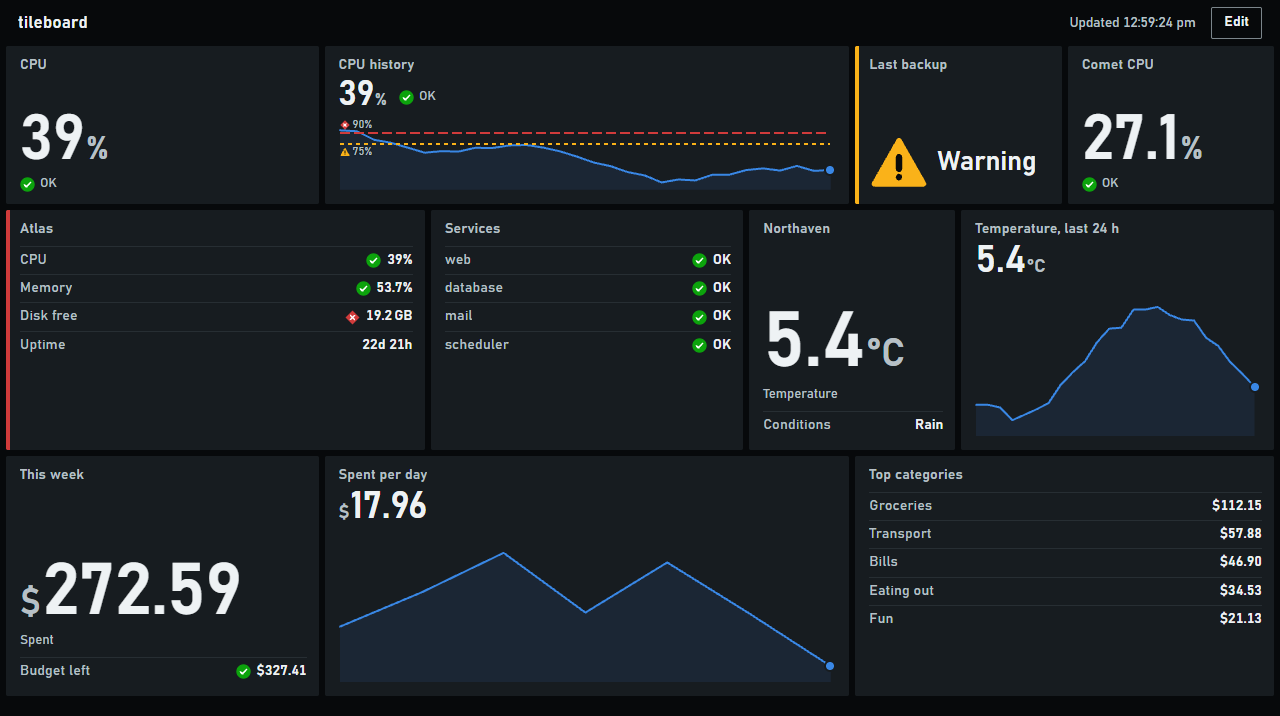 tileboard
Updated 12:59:24 pm
Edit
CPU
39%
OK
CPU history
39%
OK
90%
75%
Last backup
Warning
Comet CPU
27.1%
OK
Atlas
CPU 39%
Memory 53.7%
Disk free 19.2 GB
Uptime 22d 21h
Services
web OK
database OK
mail OK
scheduler OK
Northaven
5.4°C
Temperature
Conditions Rain
Temperature, last 24 h
5.4°C
This week
$272.59
Spent
Budget left $327.41
Spent per day
$17.96
Top categories
Groceries $112.15
Transport $57.88
Bills $46.90
Eating out $34.53
Fun $21.13